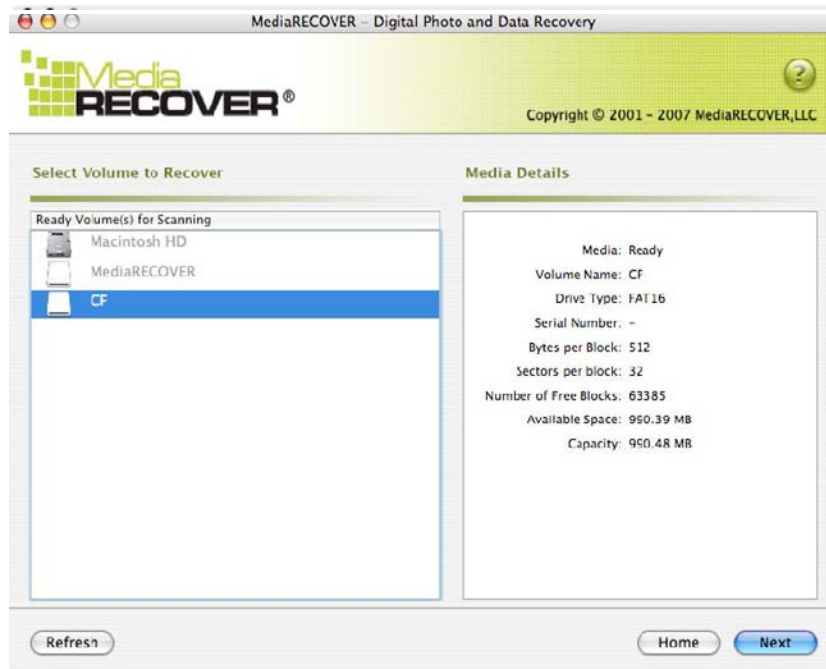 MediaRECOVER – Digital Photo and Data Recovery
Media
RECOVER®
?
Copyright © 2001 – 2007 MediaRECOVER,LLC
Select Volume to Recover
Ready Volume(s) for Scanning
Macintosh HD
MediaRECOVER
CF
Media Details
Media: Ready
Volume Name: CF
Drive Type: FAT16
Serial Number: –
Bytes per Block: 512
Sectors per block: 32
Number of Free Blocks: 63385
Available Space: 990.39 MB
Capacity: 990.48 MB
Refresh
Home
Next